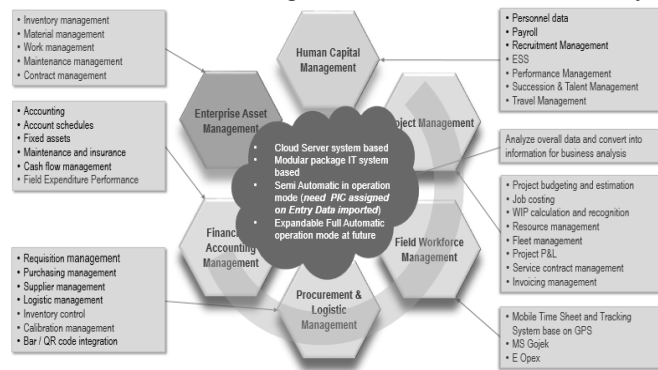 • Inventory management
• Material management
• Work management
• Maintenance management
• Contract management
• Accounting
• Account schedules
• Fixed assets
• Maintenance and insurance
• Cash flow management
• Field Expenditure Performance
• Requisition management
• Purchasing management
• Supplier management
• Logistic management
• Inventory control
• Calibration management
• Bar / QR code integration
Human Capital
Management
Enterprise Asset
Management
Project Management
• Cloud Server system based
• Modular package IT system
based
• Semi Automatic in operation
mode (need PIC assigned
on Entry Data imported)
• Expandable Full Automatic
operation mode at future
Financial
Accounting
Management
Field Workforce
Management
Procurement &
Logistic
Management
• Personnel data
• Payroll
• Recruitment Management
• ESS
• Performance Management
• Succession & Talent Management
• Travel Management
Analyze overall data and convert into
information for business analysis
• Project budgeting and estimation
• Job costing
• WIP calculation and recognition
• Resource management
• Fleet management
• Project P&L
• Service contract management
• Invoicing management
• Mobile Time Sheet and Tracking
System base on GPS
• MS Gojek
• E Opex